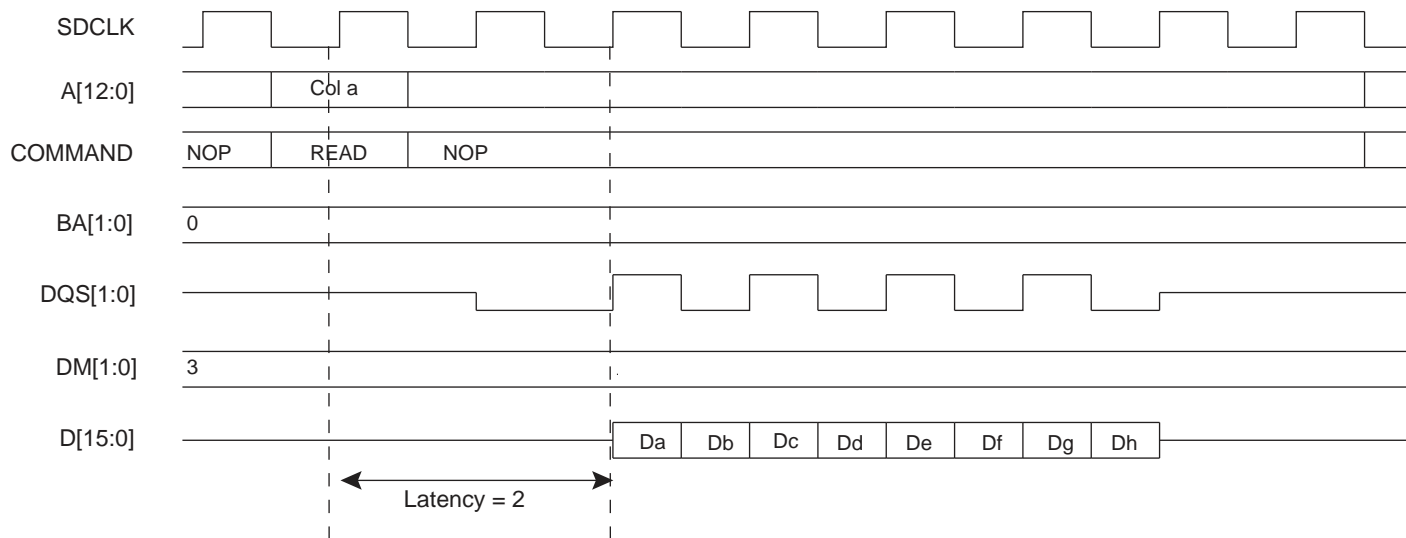 SDCLK
A[12:0] Col a
COMMAND NOP READ NOP
BA[1:0] 0
DQS[1:0]
DM[1:0] 3
D[15:0] Da Db Dc Dd De Df Dg Dh
Latency = 2